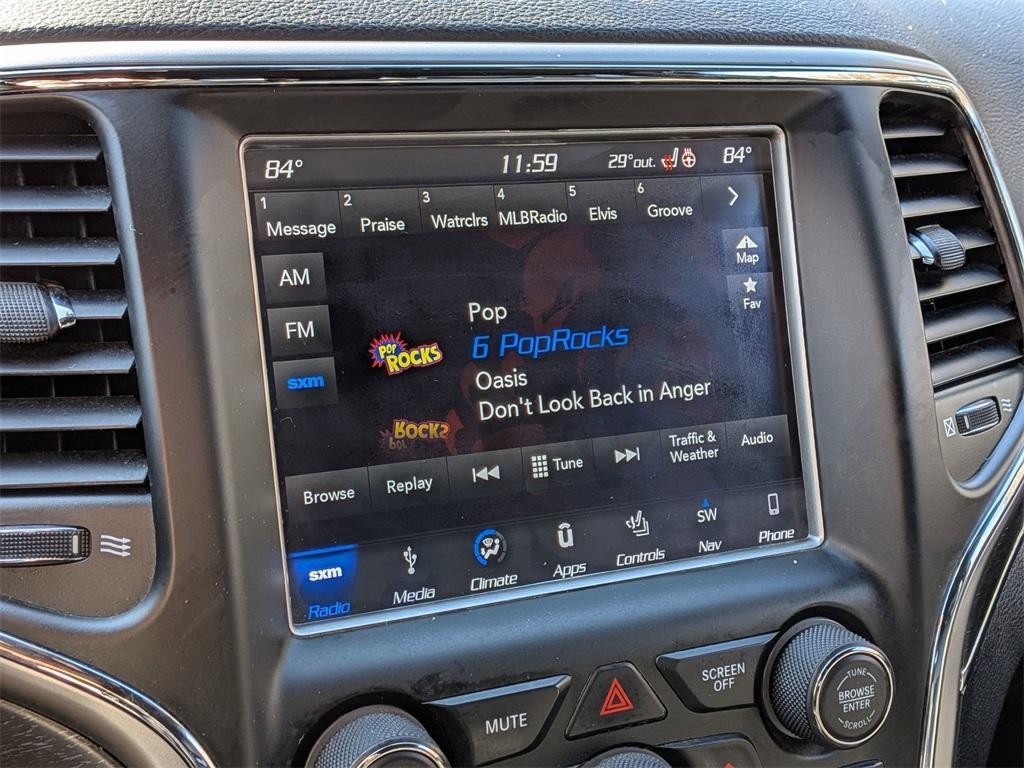 84° 11:59 29°out. 84°
1 Message 2 Praise 3 Watrclrs 4 MLBRadio 5 Elvis 6 Groove
Map
AM
Fav
Pop
FM
POP ROCKS
6 PopRocks
sxm
Oasis
Don't Look Back in Anger
Browse Replay Tune Traffic & Weather Audio
sxm
SW
Radio Media Climate Apps Controls Nav Phone
SCREEN OFF
MUTE
TUNE
BROWSE
ENTER
SCROLL